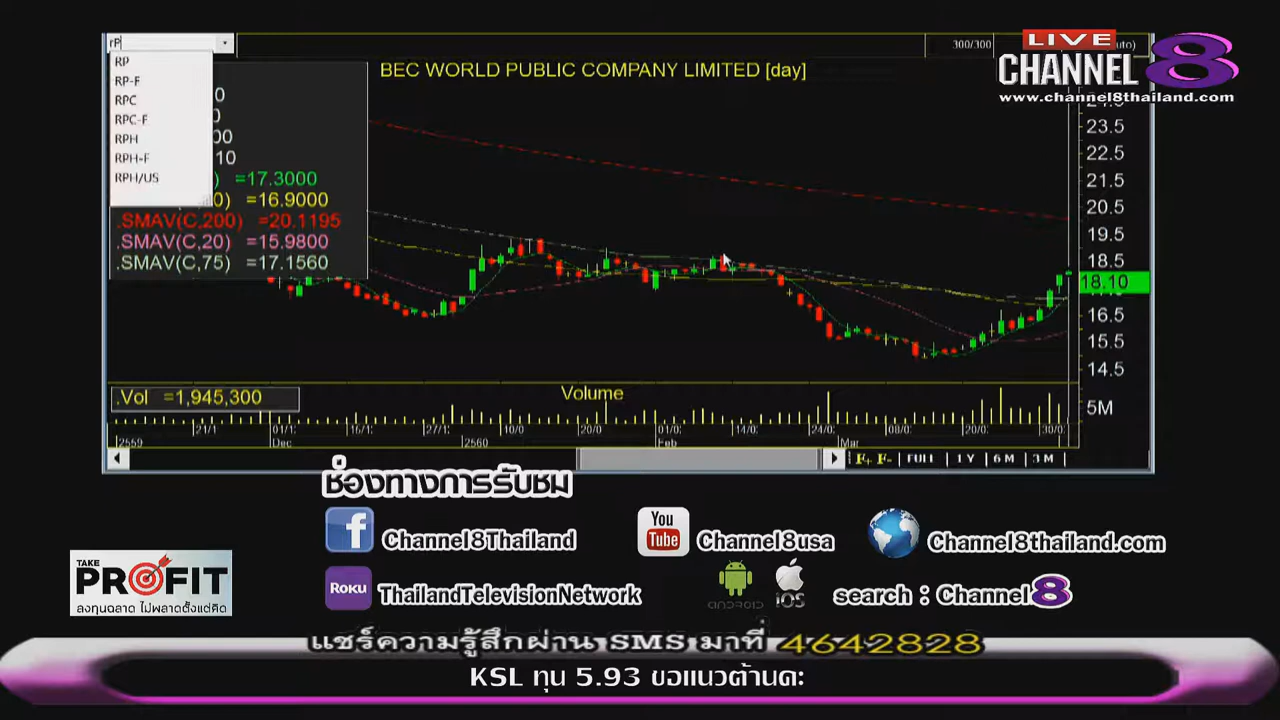 rP
300/300
LIVE
CHANNEL 8
www.channel8thailand.com
BEC WORLD PUBLIC COMPANY LIMITED [day]
RP
RP-F
RPC
RPC-F
RPH
RPH-F
RPH/US
=17.3000
=16.9000
.SMAV(C,200) =20.1195
.SMAV(C,20) =15.9800
.SMAV(C,75) =17.1560
23.5
22.5
21.5
20.5
19.5
18.5
18.10
16.5
15.5
14.5
.Vol =1,945,300
Volume
5M
2559
21/1
01/1
Dec
16/1
27/1
2560
10/0
20/0
01/0
Feb
14/0
24/0
Mar
08/0
20/0
30/0
F+ F- FULL 1 Y 6 M 3 M
ช่องทางการรับชม
Channel8Thailand
You Tube
Channel8usa
Channel8thailand.com
TAKE PROFIT
ลงทุนฉลาด ไม่พลาดตั้งแต่คิด
ROKU
ThailandTelevisionNetwork
ANDROID
iOS
search : Channel 8
แชร์ความรู้สึกผ่าน SMS มาที่ 4642828
KSL ทุน 5.93 ขอแนวต้านคะ